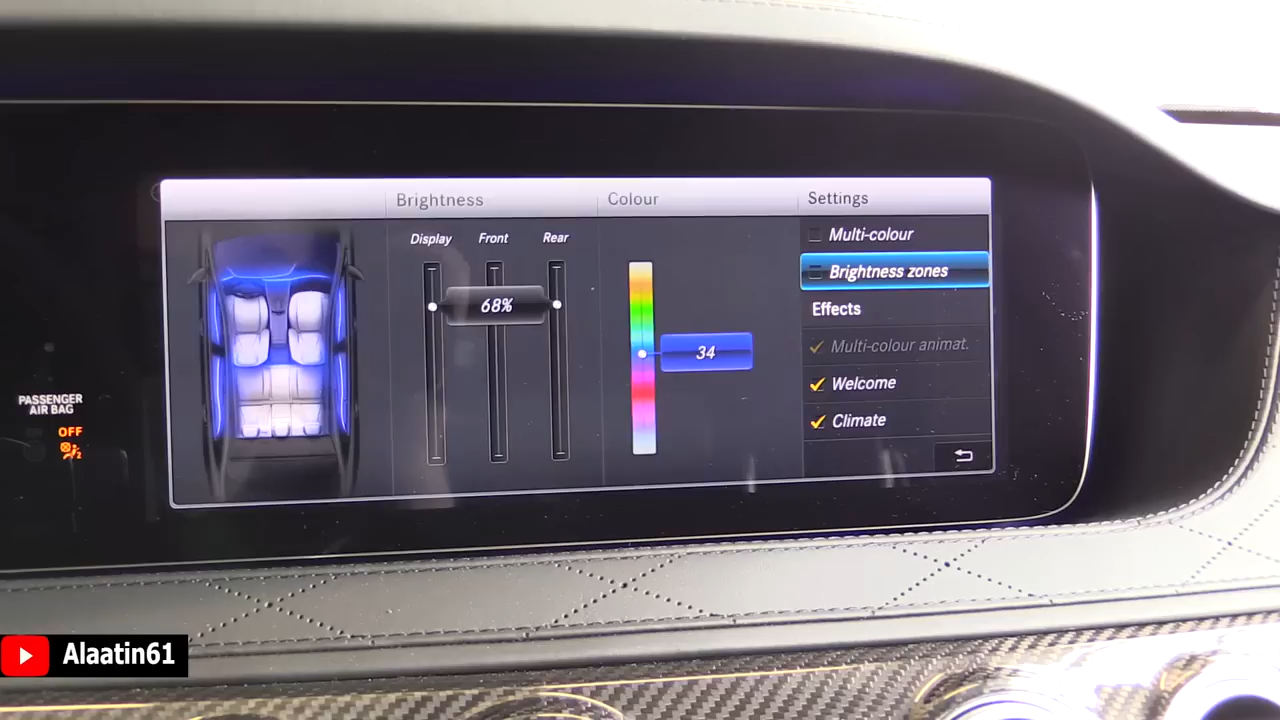 Brightness
Colour
Settings
Display
Front
Rear
68%
34
Multi-colour
Brightness zones
Effects
Multi-colour animat.
Welcome
Climate
PASSENGER
AIR BAG
OFF
2
Alaatin61